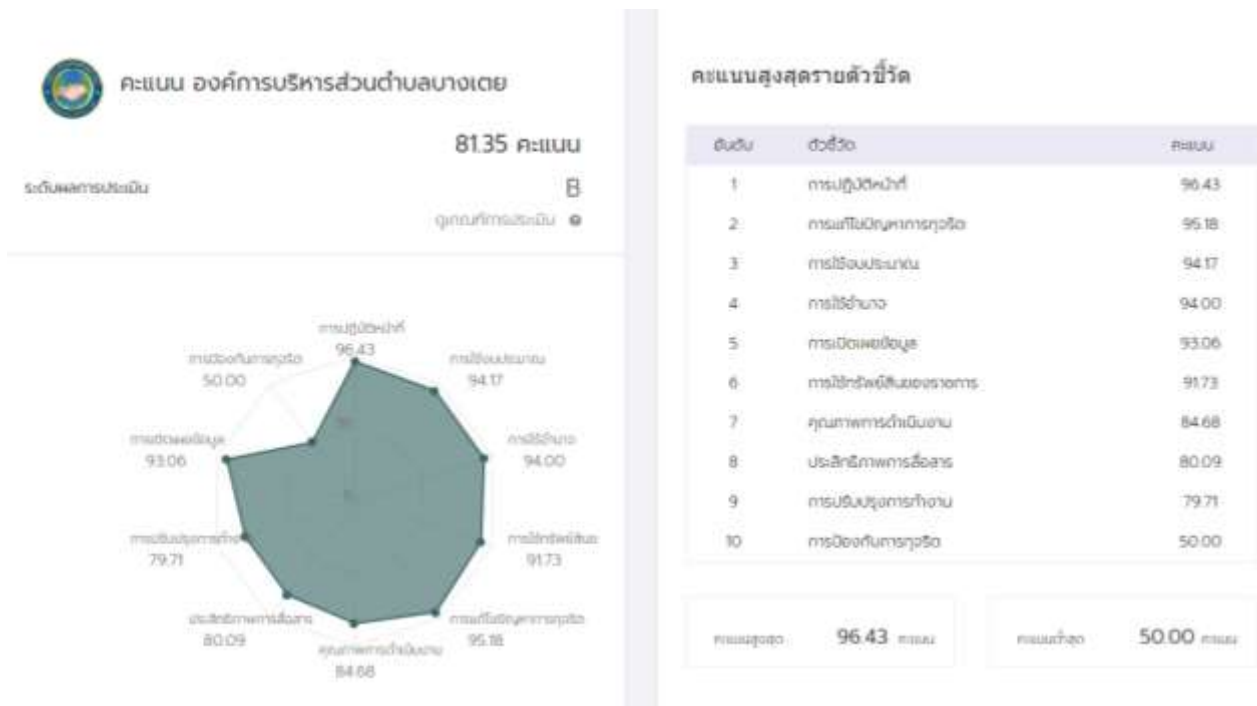 คะแนน องค์การบริหารส่วนตำบลบางเตย
81.35 คะแนน
ระดับผลการประเมิน
B
ดูเกณฑ์การประเมิน
การปฏิบัติหน้าที่
96.43
การใช้งบประมาณ
94.17
การใช้อำนาจ
94.00
การใช้ทรัพย์สินข
91.73
การแก้ไขปัญหาการทุจริต
95.18
คุณภาพการดำเนินงาน
84.68
ประสิทธิภาพการสื่อสาร
80.09
การปรับปรุงการทำง
79.71
การเปิดเผยข้อมูล
93.06
การป้องกันการทุจริต
50.00
คะแนนสูงสุดรายตัวชี้วัด
อันดับ ตัวชี้วัด คะแนน
1 การปฏิบัติหน้าที่ 96.43
2 การแก้ไขปัญหาการทุจริต 95.18
3 การใช้งบประมาณ 94.17
4 การใช้อำนาจ 94.00
5 การเปิดเผยข้อมูล 93.06
6 การใช้ทรัพย์สินของราชการ 91.73
7 คุณภาพการดำเนินงาน 84.68
8 ประสิทธิภาพการสื่อสาร 80.09
9 การปรับปรุงการทำงาน 79.71
10 การป้องกันการทุจริต 50.00
คะแนนสูงสุด 96.43 คะแนน
คะแนนต่ำสุด 50.00 คะแนน